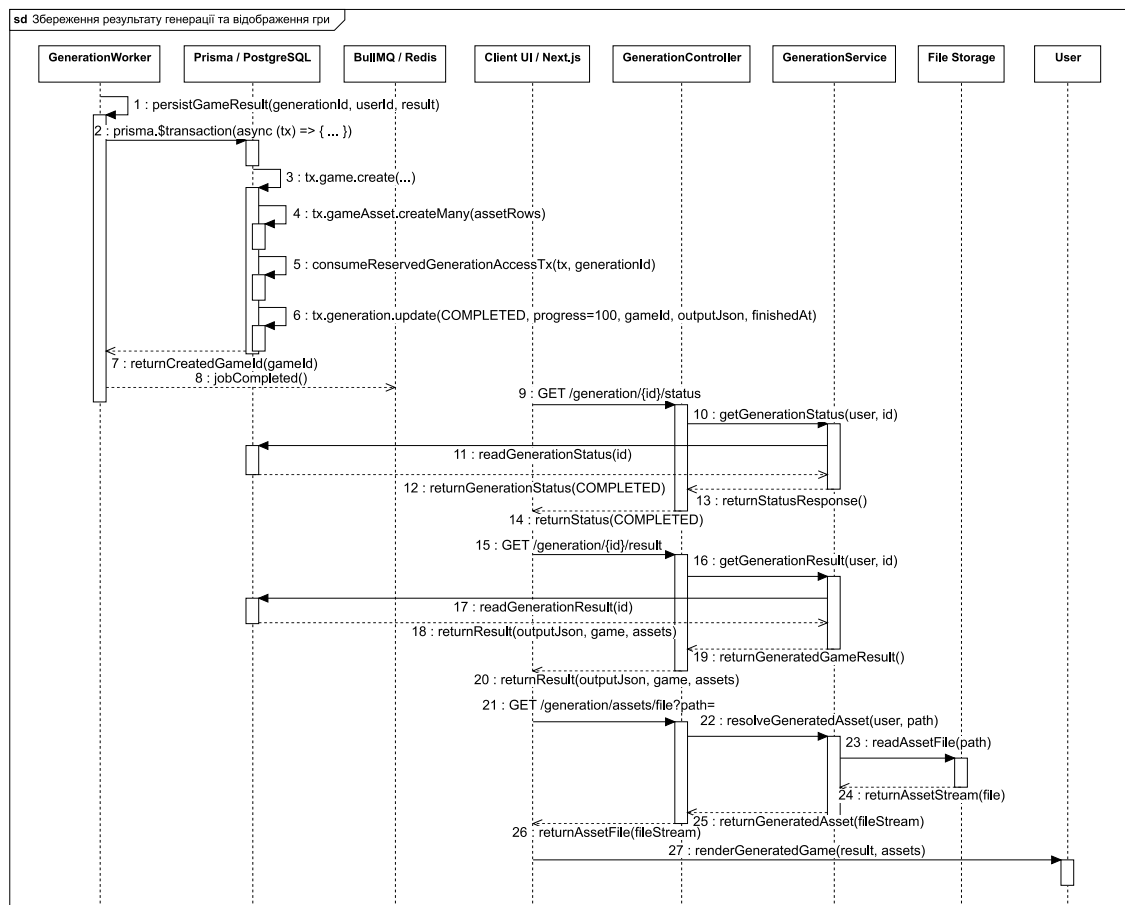 sd Збереження результату генерації та відображення гри
GenerationWorker
Prisma / PostgreSQL
BullMQ / Redis
Client UI / Next.js
GenerationController
GenerationService
File Storage
User
1 : persistGameResult(generationId, userId, result)
2 : prisma.$transaction(async (tx) => { ... })
3 : tx.game.create(...)
4 : tx.gameAsset.createMany(assetRows)
5 : consumeReservedGenerationAccessTx(tx, generationId)
6 : tx.generation.update(COMPLETED, progress=100, gameId, outputJson, finishedAt)
7 : returnCreatedGameId(gameId)
8 : jobCompleted()
9 : GET /generation/{id}/status
10 : getGenerationStatus(user, id)
11 : readGenerationStatus(id)
12 : returnGenerationStatus(COMPLETED)
13 : returnStatusResponse()
14 : returnStatus(COMPLETED)
15 : GET /generation/{id}/result
16 : getGenerationResult(user, id)
17 : readGenerationResult(id)
18 : returnResult(outputJson, game, assets)
19 : returnGeneratedGameResult()
20 : returnResult(outputJson, game, assets)
21 : GET /generation/assets/file?path=
22 : resolveGeneratedAsset(user, path)
23 : readAssetFile(path)
24 : returnAssetStream(file)
25 : returnGeneratedAsset(fileStream)
26 : returnAssetFile(fileStream)
27 : renderGeneratedGame(result, assets)